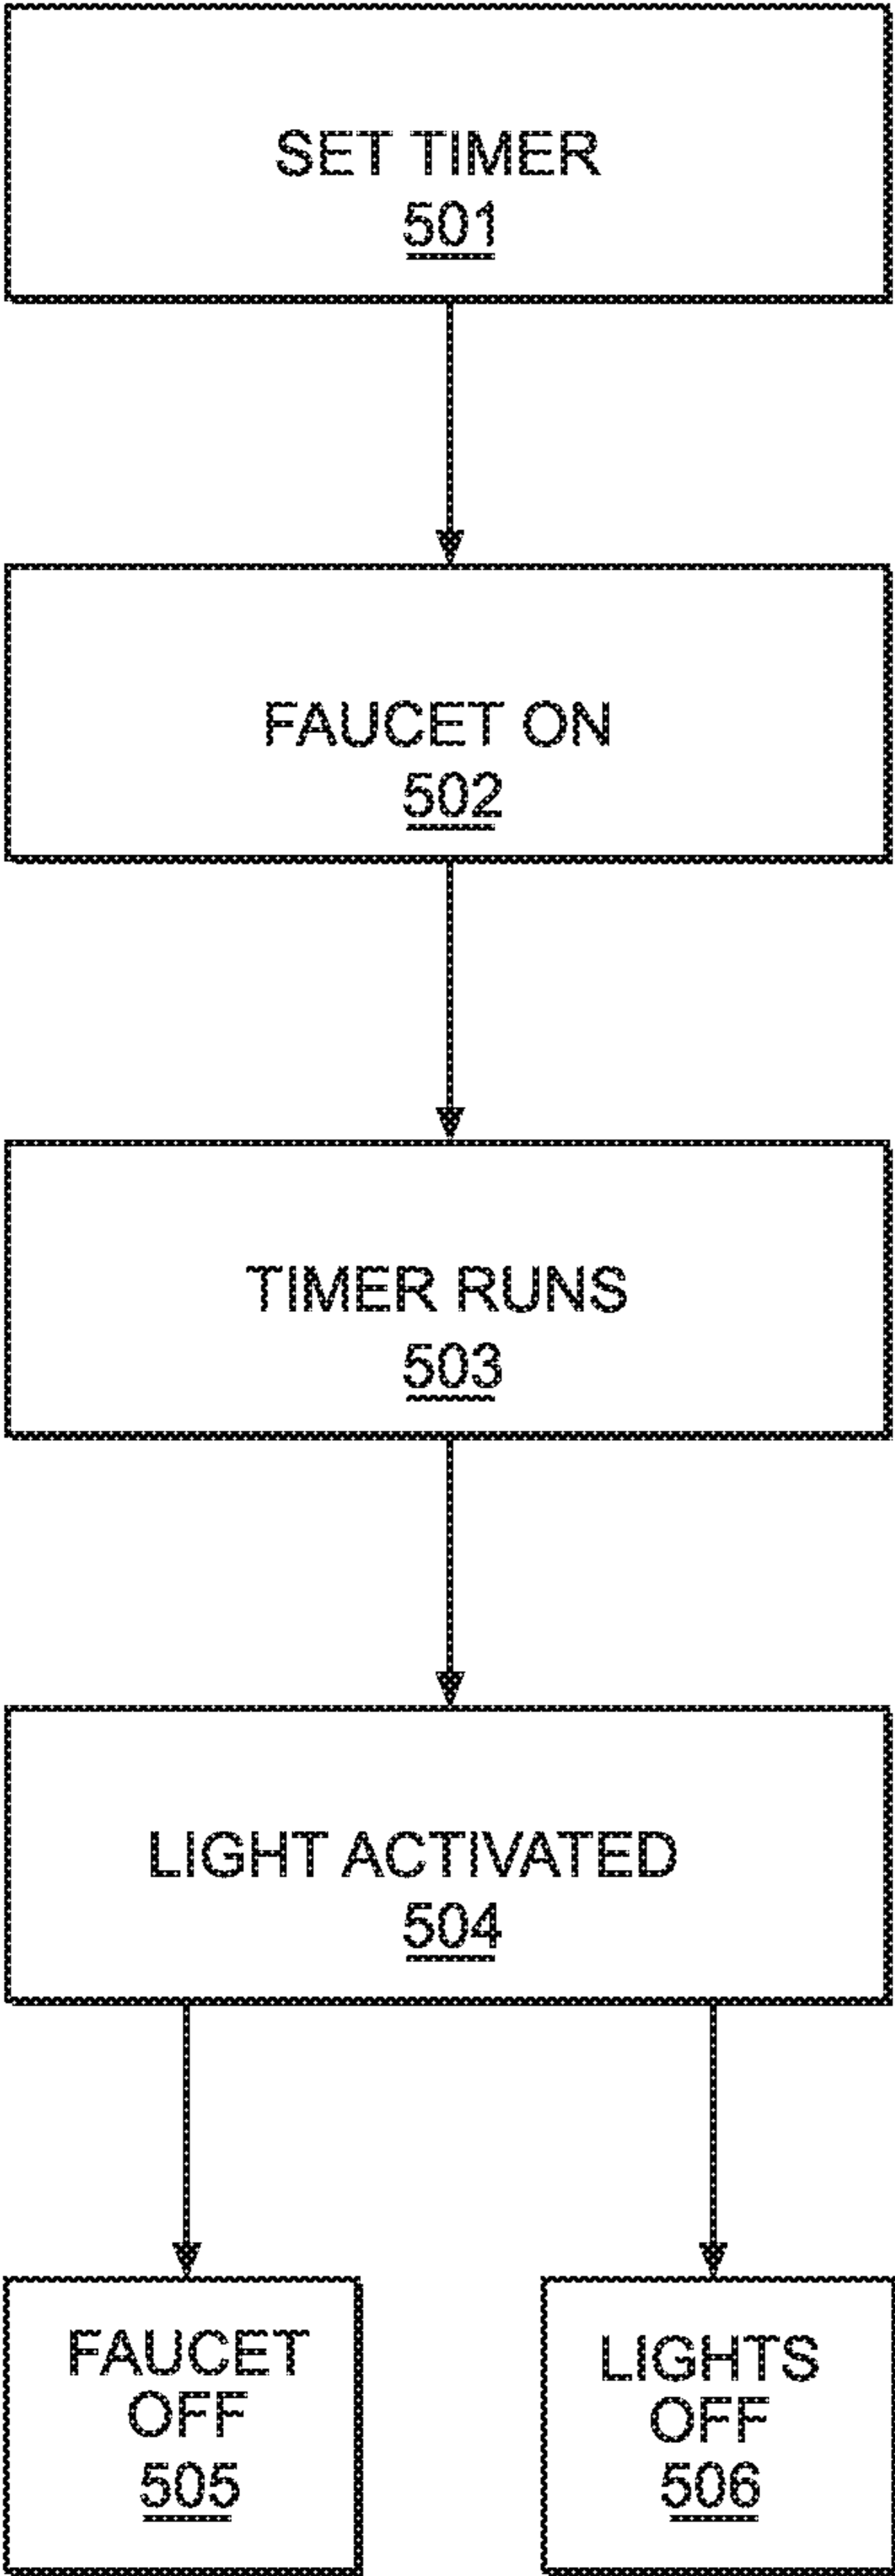 SET TIMER
501
FAUCET ON
502
TIMER RUNS
503
LIGHT ACTIVATED
504
FAUCET
OFF
505
LIGHTS
OFF
506